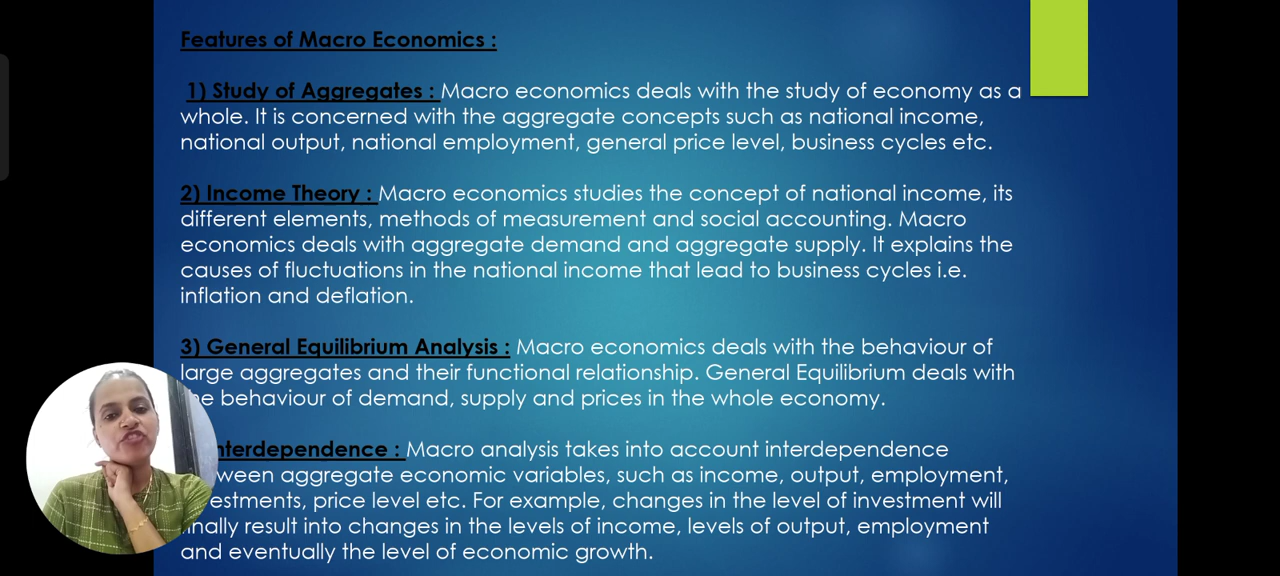 Features of Macro Economics :
1) Study of Aggregates : Macro economics deals with the study of economy as a
whole. It is concerned with the aggregate concepts such as national income,
national output, national employment, general price level, business cycles etc.
2) Income Theory : Macro economics studies the concept of national income, its
different elements, methods of measurement and social accounting. Macro
economics deals with aggregate demand and aggregate supply. It explains the
causes of fluctuations in the national income that lead to business cycles i.e.
inflation and deflation.
3) General Equilibrium Analysis : Macro economics deals with the behaviour of
large aggregates and their functional relationship. General Equilibrium deals with
behaviour of demand, supply and prices in the whole economy.
: Macro analysis takes into account interdependence
aggregate economic variables, such as income, output, employment,
price level etc. For example, changes in the level of investment will
result into changes in the levels of income, levels of output, employment
and eventually the level of economic growth.